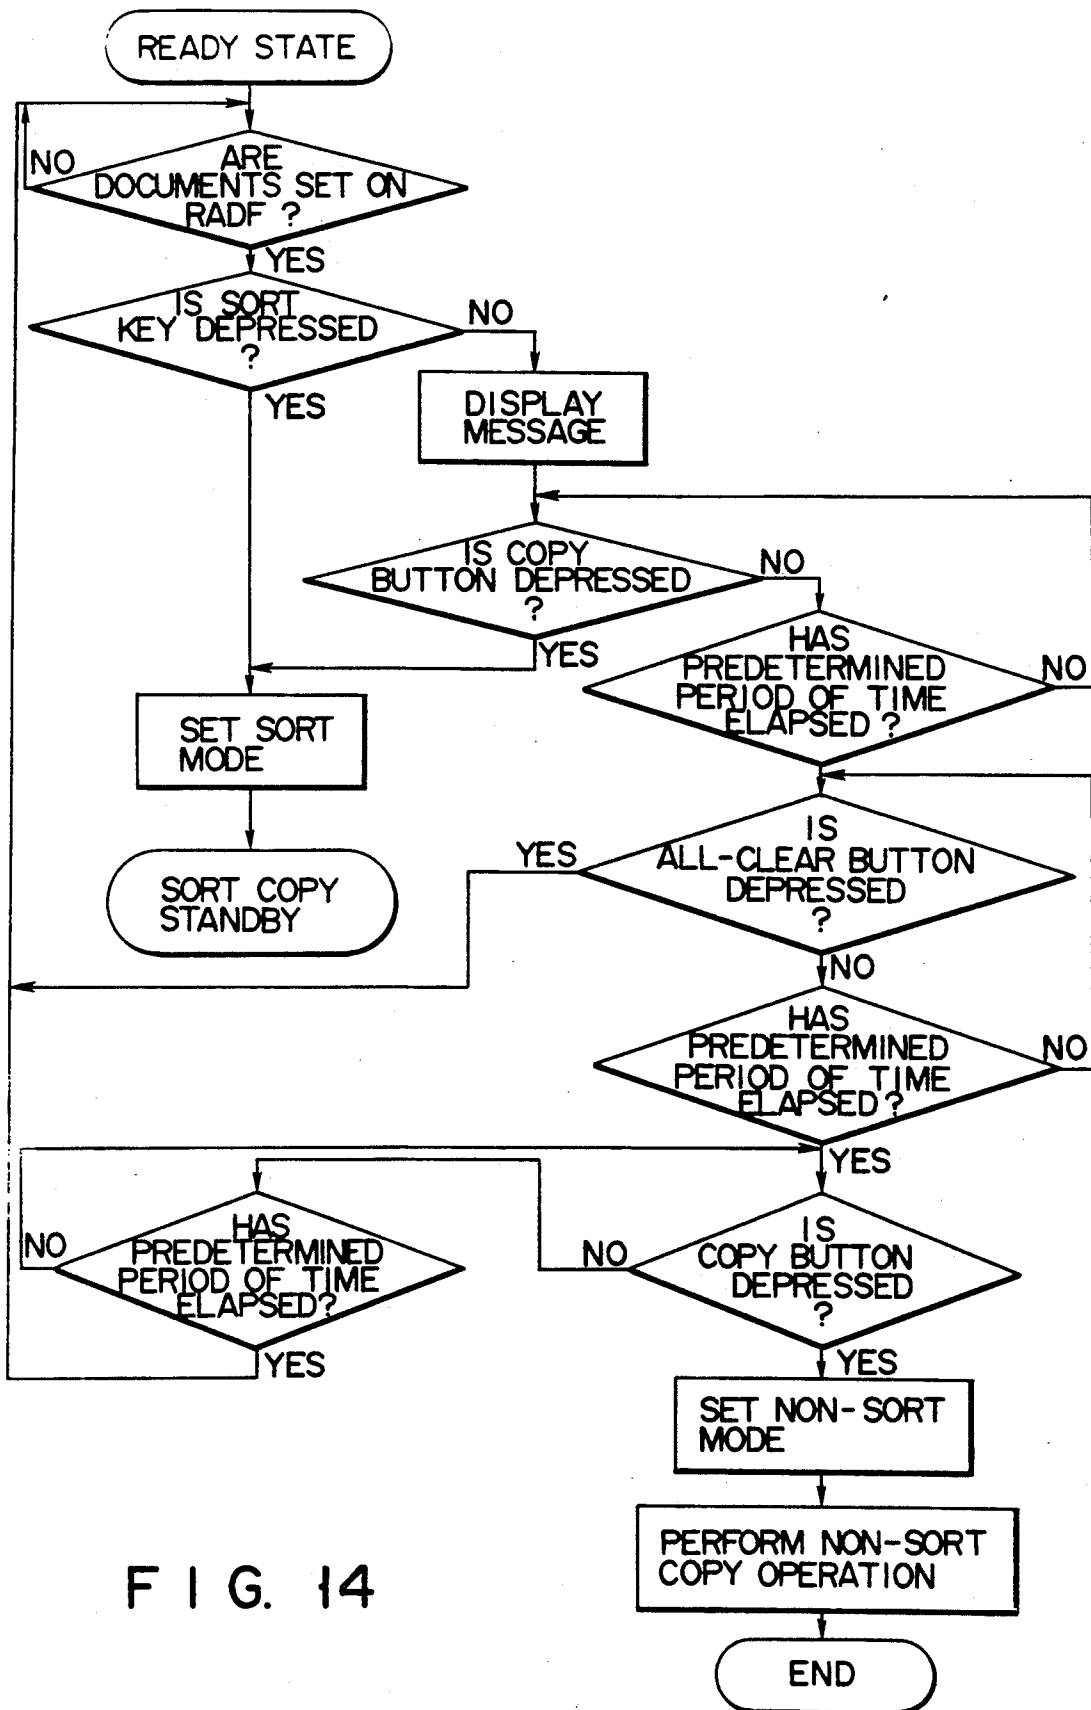 READY STATE
NO
ARE
DOCUMENTS SET ON
RADF ?
YES
IS SORT
KEY DEPRESSED
?
NO
YES
DISPLAY
MESSAGE
IS COPY
BUTTON DEPRESSED
?
NO
YES
HAS
PREDETERMINED
PERIOD OF TIME
ELAPSED ?
NO
SET SORT
MODE
SORT COPY
STANDBY
YES
IS
ALL-CLEAR BUTTON
DEPRESSED
?
NO
HAS
PREDETERMINED
PERIOD OF TIME
ELAPSED ?
NO
YES
NO
HAS
PREDETERMINED
PERIOD OF TIME
ELAPSED?
YES
NO
IS
COPY BUTTON
DEPRESSED
?
YES
SET NON-SORT
MODE
PERFORM NON-SORT
COPY OPERATION
END
FIG. 14